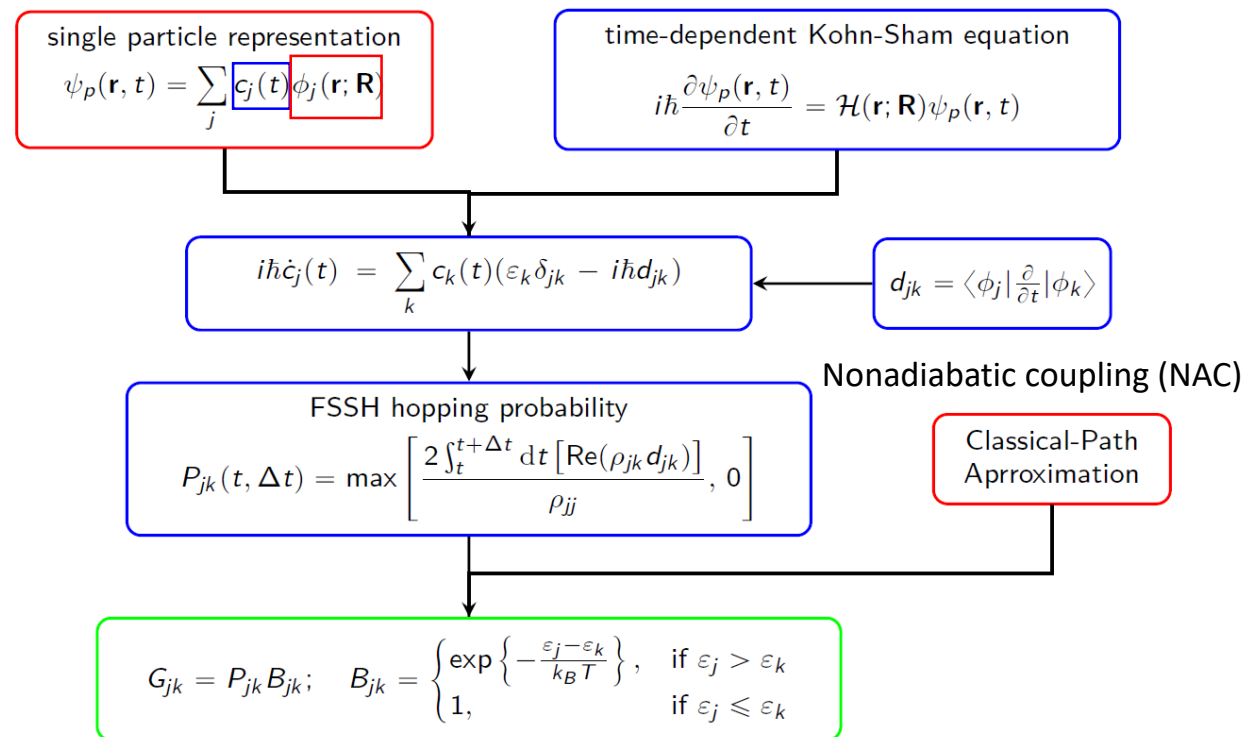 single particle representation
ψ_p(r, t) = ∑_j c_j(t) φ_j(r; R)
time-dependent Kohn-Sham equation
iħ ∂ψ_p(r, t)/∂t = ℋ(r; R)ψ_p(r, t)
iħċ_j(t) = ∑_k c_k(t)(ε_k δ_jk − iħd_jk)
d_jk = ⟨φ_j| ∂/∂t |φ_k⟩
Nonadiabatic coupling (NAC)
FSSH hopping probability
P_jk(t, Δt) = max [ 2 ∫_t^{t+Δt} dt [Re(ρ_jk d_jk)] / ρ_jj , 0 ]
Classical-Path
Aprroximation
G_jk = P_jk B_jk; B_jk = { exp { − (ε_j − ε_k)/(k_B T) } , if ε_j > ε_k
1, if ε_j ⩽ ε_k